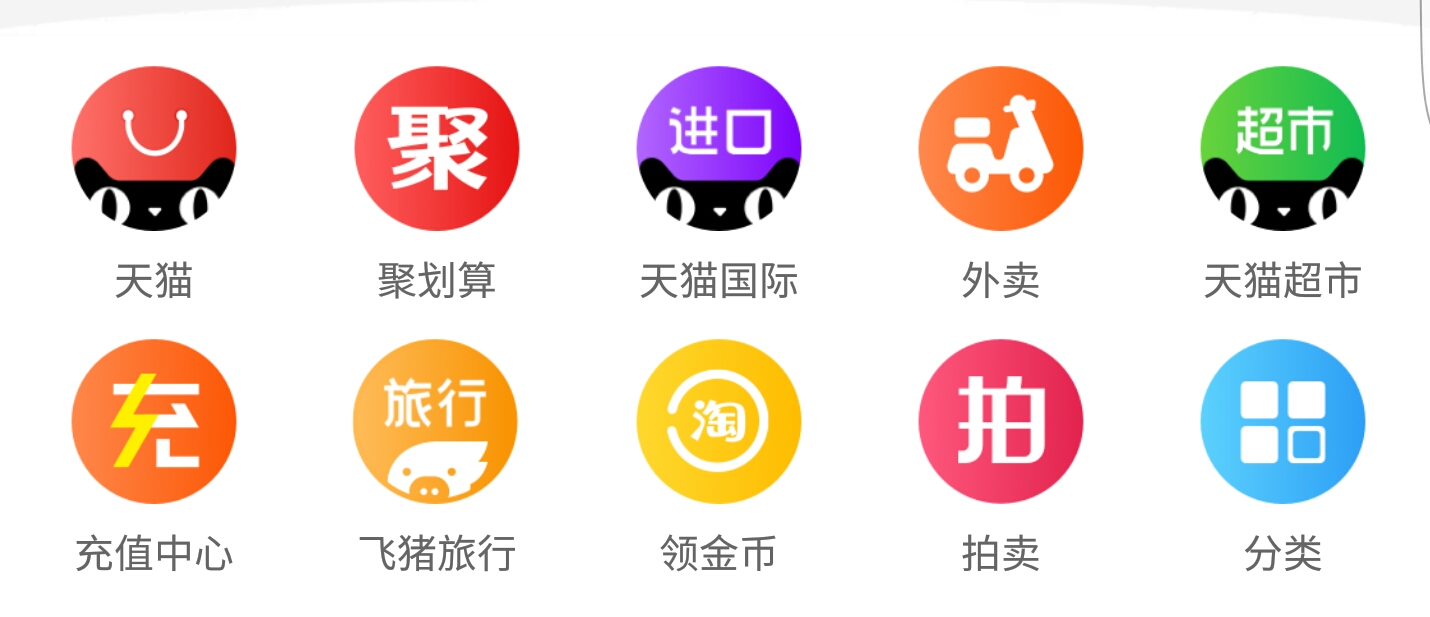 聚 进口 超市
天猫 聚划算 天猫国际 外卖 天猫超市
充 旅行 淘 拍
充值中心 飞猪旅行 领金币 拍卖 分类